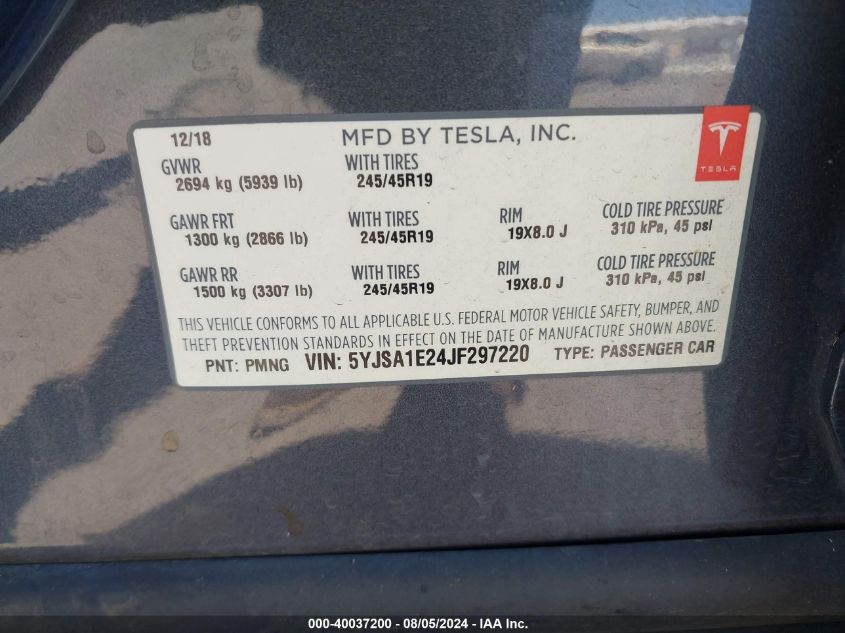 12/18 MFD BY TESLA, INC.
TESLA
GVWR WITH TIRES
2694 kg (5939 lb) 245/45R19
GAWR FRT WITH TIRES RIM COLD TIRE PRESSURE
1300 kg (2866 lb) 245/45R19 19X8.0 J 310 kPa, 45 psi
GAWR RR WITH TIRES RIM COLD TIRE PRESSURE
1500 kg (3307 lb) 245/45R19 19X8.0 J 310 kPa, 45 psi
THIS VEHICLE CONFORMS TO ALL APPLICABLE U.S. FEDERAL MOTOR VEHICLE SAFETY, BUMPER, AND
THEFT PREVENTION STANDARDS IN EFFECT ON THE DATE OF MANUFACTURE SHOWN ABOVE.
PNT: PMNG VIN: 5YJSA1E24JF297220 TYPE: PASSENGER CAR
000-40037200 - 08/05/2024 - IAA Inc.